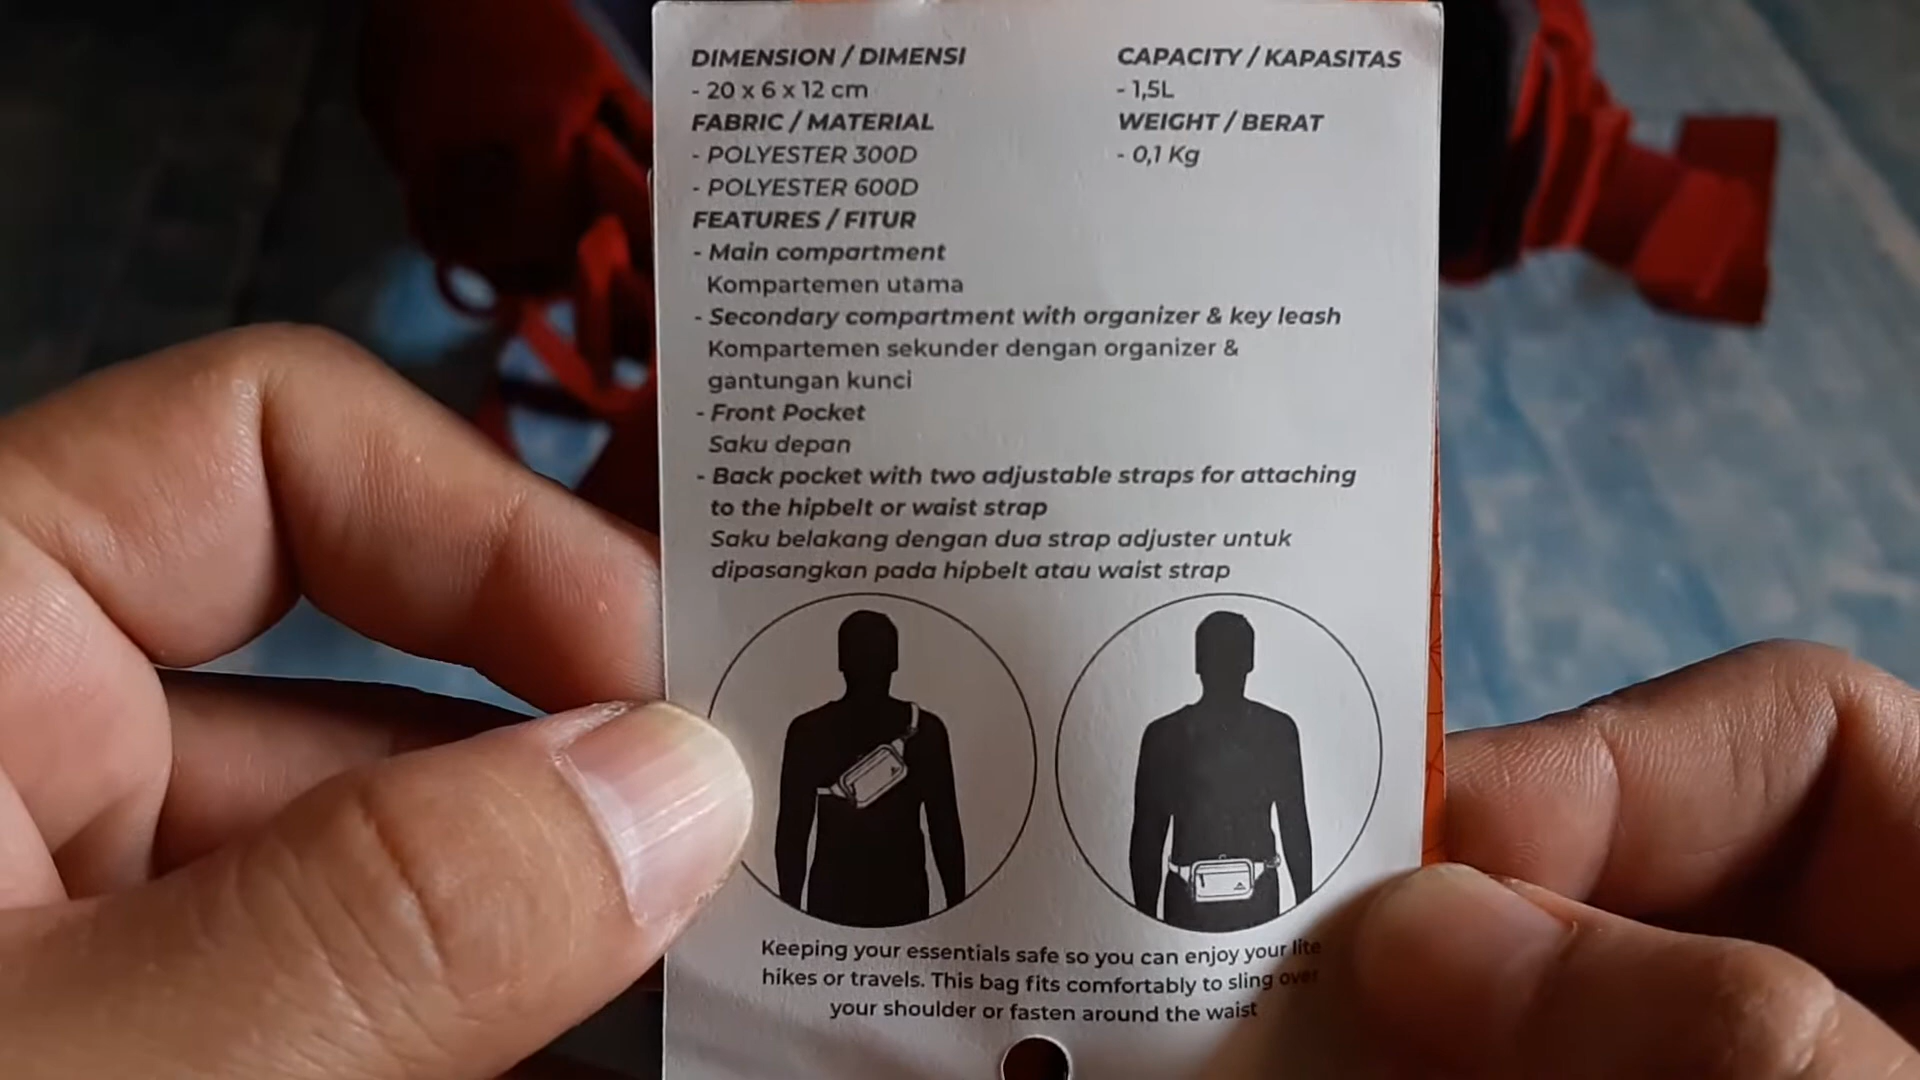 DIMENSION / DIMENSI
- 20 x 6 x 12 cm
FABRIC / MATERIAL
- POLYESTER 300D
- POLYESTER 600D
CAPACITY / KAPASITAS
- 1,5L
WEIGHT / BERAT
- 0,1 Kg
FEATURES / FITUR
- Main compartment
Kompartemen utama
- Secondary compartment with organizer & key leash
Kompartemen sekunder dengan organizer &
gantungan kunci
- Front Pocket
Saku depan
- Back pocket with two adjustable straps for attaching
to the hipbelt or waist strap
Saku belakang dengan dua strap adjuster untuk
dipasangkan pada hipbelt atau waist strap
Keeping your essentials safe so you can enjoy your lite
hikes or travels. This bag fits comfortably to sling over
your shoulder or fasten around the waist